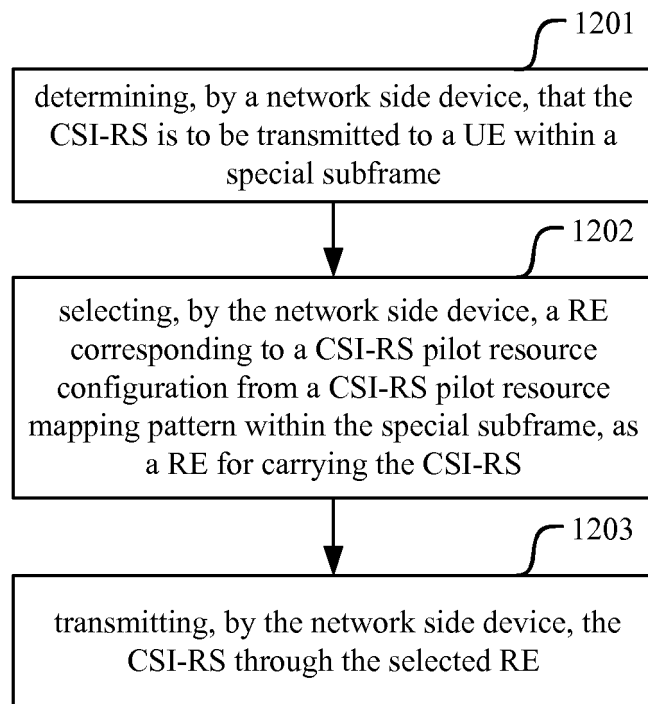 1201
determining, by a network side device, that the
CSI-RS is to be transmitted to a UE within a
special subframe
1202
selecting, by the network side device, a RE
corresponding to a CSI-RS pilot resource
configuration from a CSI-RS pilot resource
mapping pattern within the special subframe, as
a RE for carrying the CSI-RS
1203
transmitting, by the network side device, the
CSI-RS through the selected RE